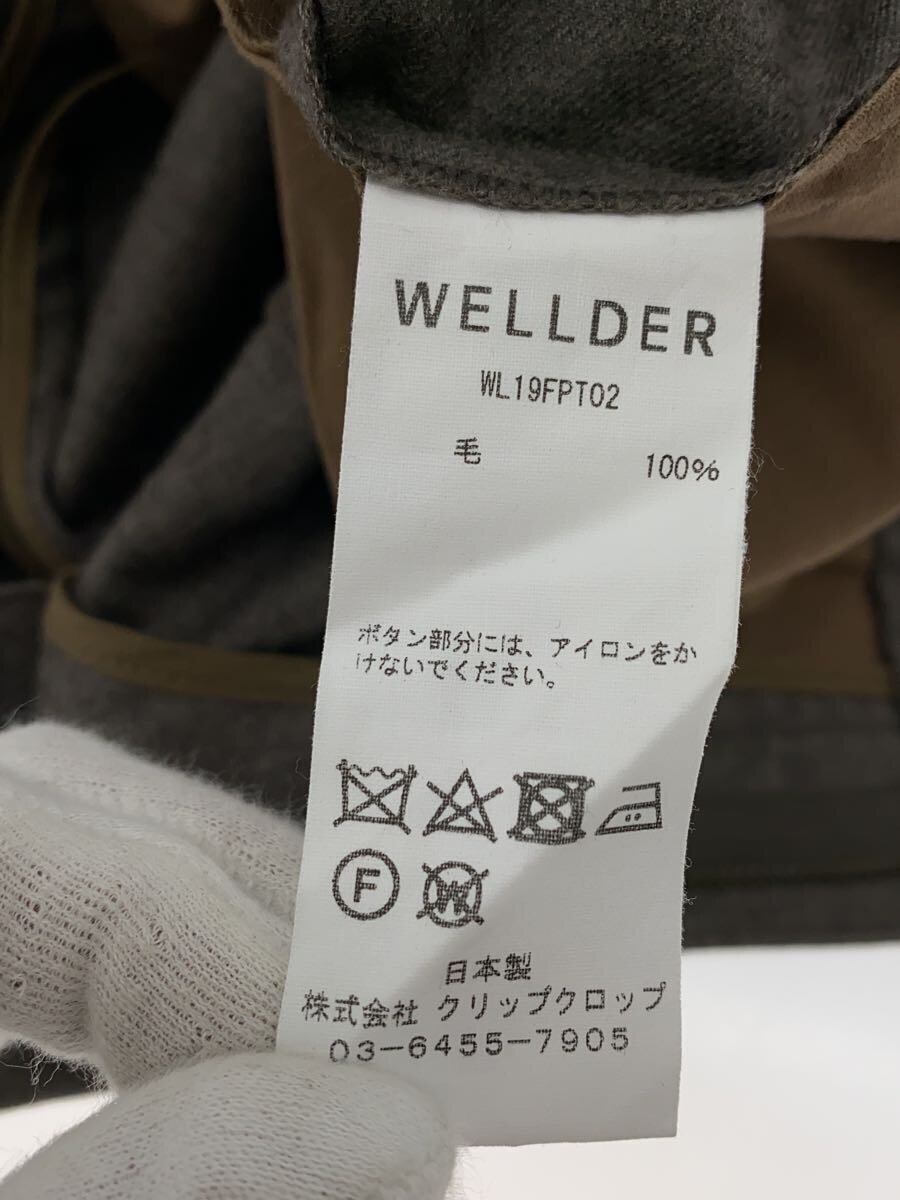 WELLDER
WL19FPT02
毛 100%
ボタン部分には、アイロンをか
けないでください。
F
W
日本製
株式会社 クリップクロップ
03-6455-7905